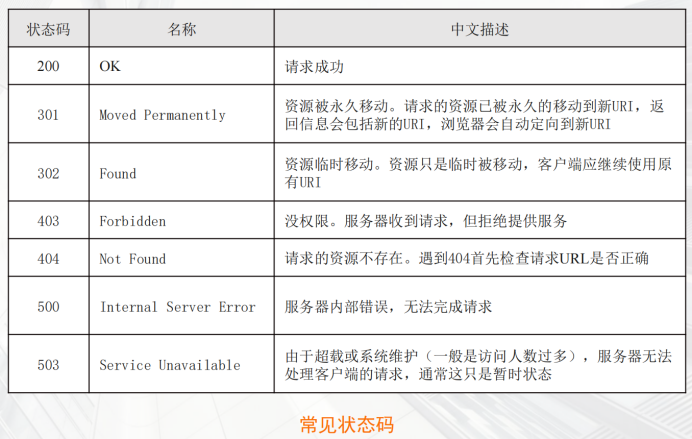 状态码 名称 中文描述
200 OK 请求成功
301 Moved Permanently 资源被永久移动。请求的资源已被永久的移动到新URI，返
回信息会包括新的URI，浏览器会自动定向到新URI
302 Found 资源临时移动。资源只是临时被移动，客户端应继续使用原
有URI
403 Forbidden 没权限。服务器收到请求，但拒绝提供服务
404 Not Found 请求的资源不存在。遇到404首先检查请求URL是否正确
500 Internal Server Error 服务器内部错误，无法完成请求
503 Service Unavailable 由于超载或系统维护（一般是访问人数过多），服务器无法
处理客户端的请求，通常这只是暂时状态
常见状态码